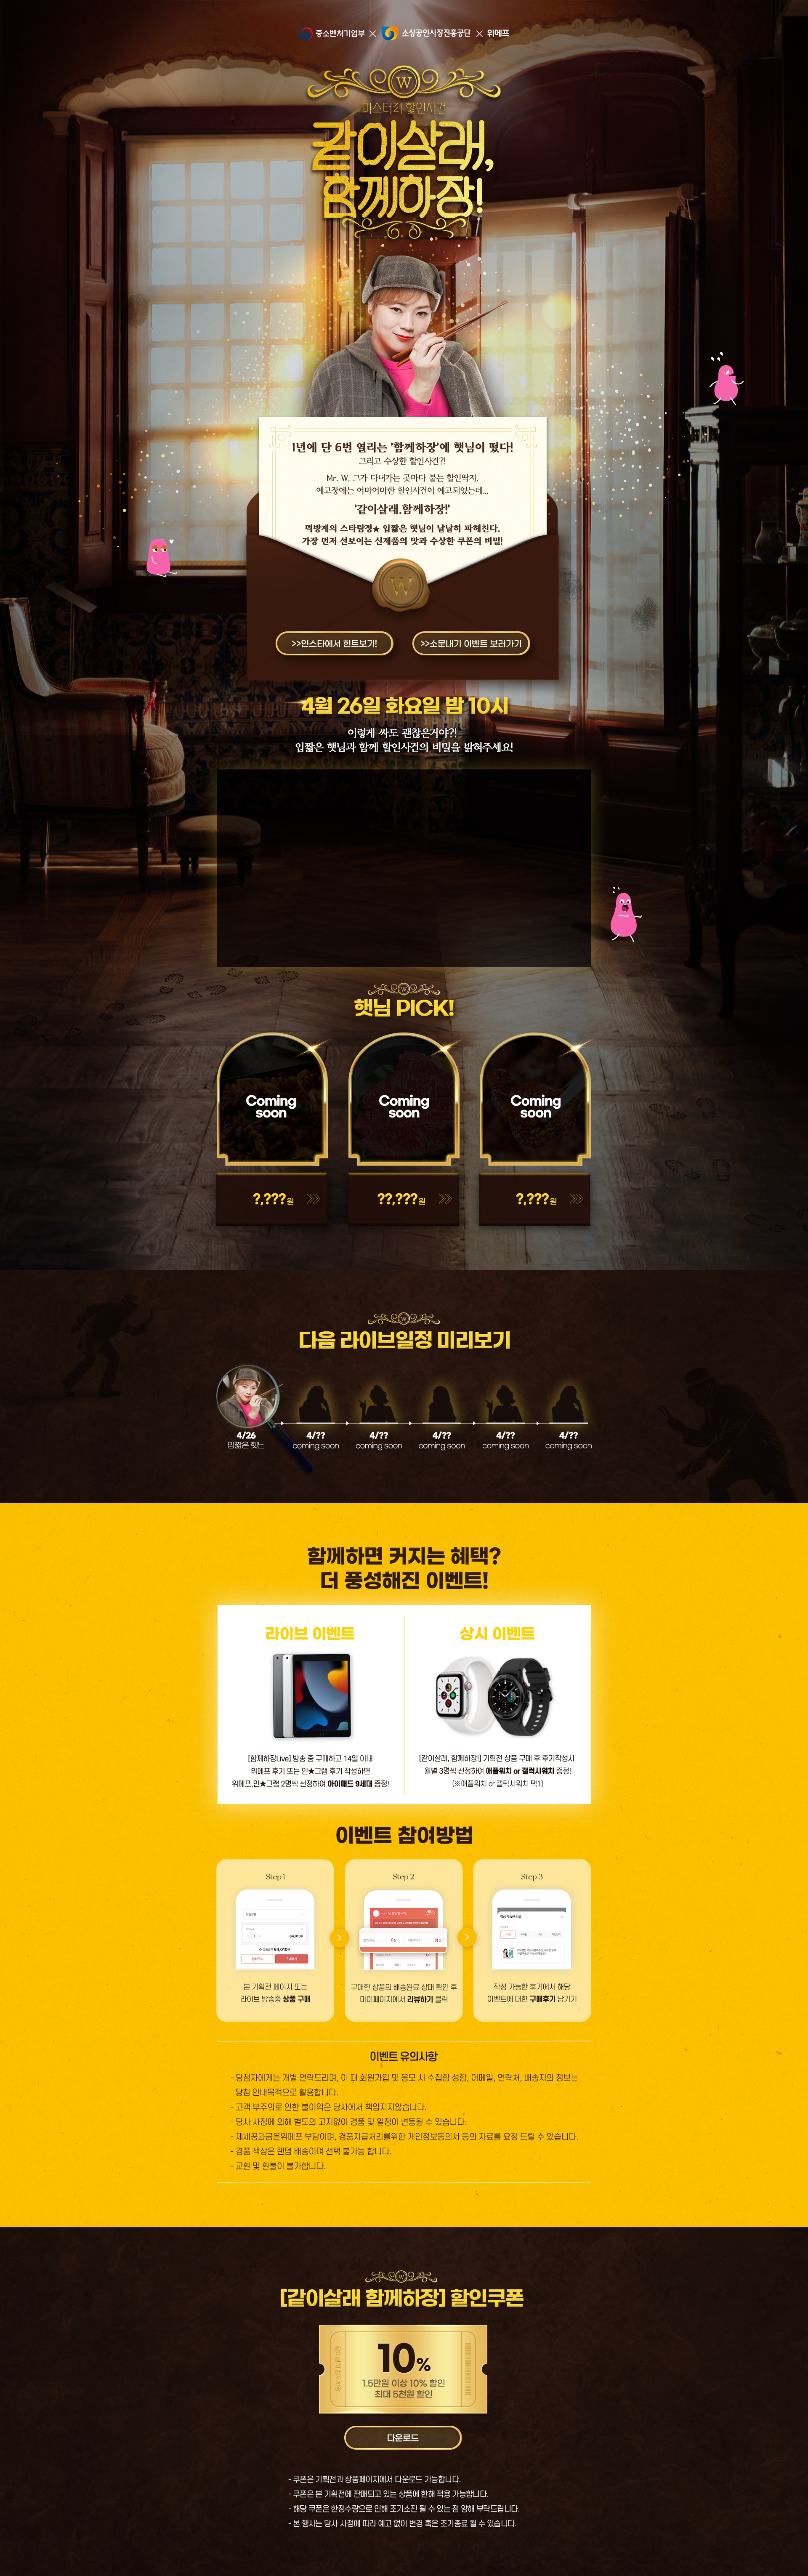 중소벤처기업부 × 소상공인시장진흥공단 × 위메프
W
미스터리 할인사건
같이살래,
함께하장!
1년에 단 6번 열리는 '함께하장'에 햇님이 떴다!
그리고 수상한 할인사건?!
Mr. W. 그가 다녀가는 곳마다 붙는 할인딱지,
예고장에는 어마어마한 할인사건이 예고되었는데...
'같이살래.함께하장!'
먹방계의 스타탐정★ 입짧은 햇님이 낱낱히 파헤친다.
가장 먼저 선보이는 신제품의 맛과 수상한 쿠폰의 비밀!
W
>>인스타에서 힌트보기!
>>소문내기 이벤트 보러가기
4월 26일 화요일 밤 10시
이렇게 싸도 괜찮은거야?!
입짧은 햇님과 함께 할인사건의 비밀을 밝혀주세요!
W
햇님 PICK!
Coming
soon
Coming
soon
Coming
soon
?,???원
??,???원
?,???원
W
다음 라이브일정 미리보기
4/26
입짧은 햇님
4/??
coming soon
4/??
coming soon
4/??
coming soon
4/??
coming soon
4/??
coming soon
함께하면 커지는 혜택?
더 풍성해진 이벤트!
라이브 이벤트
[함께하장Live] 방송 중 구매하고 14일 이내
위메프 후기 또는 인★그램 후기 작성하면
위메프,인★그램 2명씩 선정하여 아이패드 9세대 증정!
상시 이벤트
[같이살래, 함께하장!] 기획전 상품 구매 후 후기작성시
월별 3명씩 선정하여 애플워치 or 갤럭시워치 증정!
(※애플워치 or 갤럭시워치 택1)
이벤트 참여방법
Step 1
본 기획전 페이지 또는
라이브 방송중 상품 구매
Step 2
구매한 상품의 배송완료 상태 확인 후
마이페이지에서 리뷰하기 클릭
Step 3
작성 가능한 후기에서 해당
이벤트에 대한 구매후기 남기기
이벤트 유의사항
- 당첨자에게는 개별 연락드리며, 이 때 회원가입 및 응모 시 수집함 성함, 이메일, 연락처, 배송지의 정보는
당첨 안내목적으로 활용합니다.
- 고객 부주의로 인한 불이익은 당사에서 책임지지않습니다.
- 당사 사정에 의해 별도의 고지없이 경품 및 일정이 변동될 수 있습니다.
- 제세공과금은위메프 부담이며, 경품지급처리를위한 개인정보동의서 등의 자료를 요청 드릴 수 있습니다.
- 경품 색상은 랜덤 배송이며 선택 불가능 합니다.
- 교환 및 환불이 불가합니다.
W
[같이살래 함께하장] 할인쿠폰
10%
1.5만원 이상 10% 할인
최대 5천원 할인
다운로드
- 쿠폰은 기획전과 상품페이지에서 다운로드 가능합니다.
- 쿠폰은 본 기획전에 판매되고 있는 상품에 한해 적용 가능합니다.
- 해당 쿠폰은 한정수량으로 인해 조기소진 될 수 있는 점 양해 부탁드립니다.
- 본 행사는 당사 사정에 따라 예고 없이 변경 혹은 조기종료 될 수 있습니다.